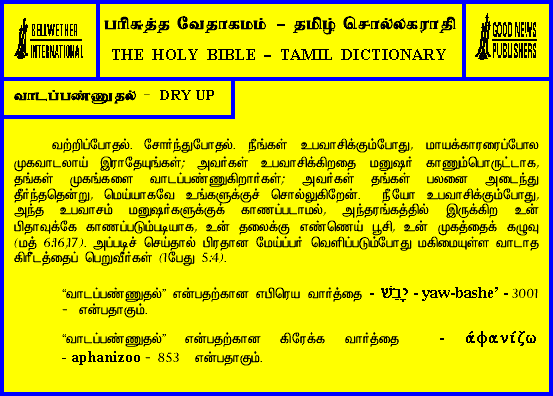 BELLWETHER
INTERNATIONAL
பரிசுத்த வேதாகமம் – தமிழ் சொல்லகராதி
THE HOLY BIBLE – TAMIL DICTIONARY
GOOD NEWS
PUBLISHERS
வாடப்பண்ணுதல் – DRY UP
வற்றிப்போதல். சோர்ந்துபோதல். நீங்கள் உபவாசிக்கும்போது, மாயக்காரரைப்போல
முகவாடலாய் இராதேயுங்கள்; அவர்கள் உபவாசிக்கிறதை மனுஷர் காணும்பொருட்டாக,
தங்கள் முகங்களை வாடப்பண்ணுகிறார்கள்; அவர்கள் தங்கள் பலனை அடைந்து
தீர்ந்ததென்று, மெய்யாகவே உங்களுக்குச் சொல்லுகிறேன். நீயோ உபவாசிக்கும்போது,
அந்த உபவாசம் மனுஷர்களுக்குக் காணப்படாமல், அந்தரங்கத்தில் இருக்கிற உன்
பிதாவுக்கே காணப்படும்படியாக, உன் தலைக்கு எண்ணெய் பூசி, உன் முகத்தைக் கழுவு
(மத் 6:16,17). அப்படிச் செய்தால் பிரதான மேய்ப்பர் வெளிப்படும்போது மகிமையுள்ள வாடாத
கிரீடத்தைப் பெறுவீர்கள் (1பேது 5:4).
“வாடப்பண்ணுதல்” என்பதற்கான எபிரெய வார்த்தை - יָבֵשׁ - yaw-bashe’ - 3001
- என்பதாகும்.
“வாடப்பண்ணுதல்” என்பதற்கான கிரேக்க வார்த்தை - άφανίζω
- aphanizoo - 853 என்பதாகும்.